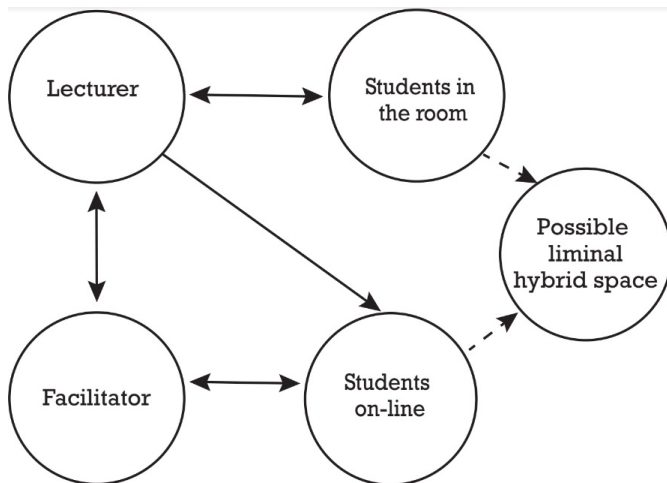 Lecturer
Students in
the room
Possible
liminal
hybrid space
Facilitator
Students
on-line